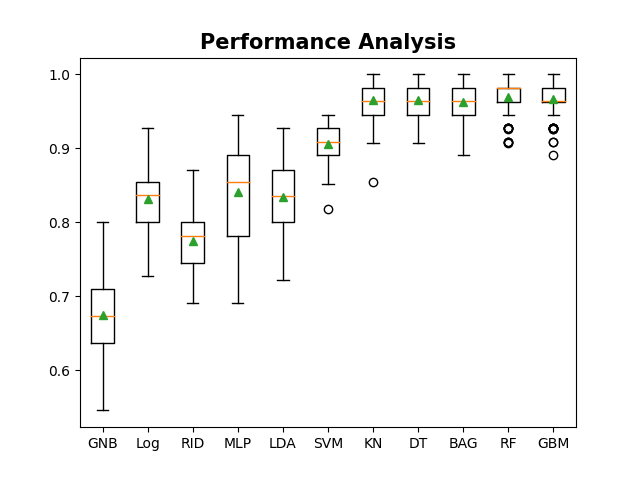 Performance Analysis
1.0
0.9
0.8
0.7
0.6
GNB Log RID MLP LDA SVM KN DT BAG RF GBM